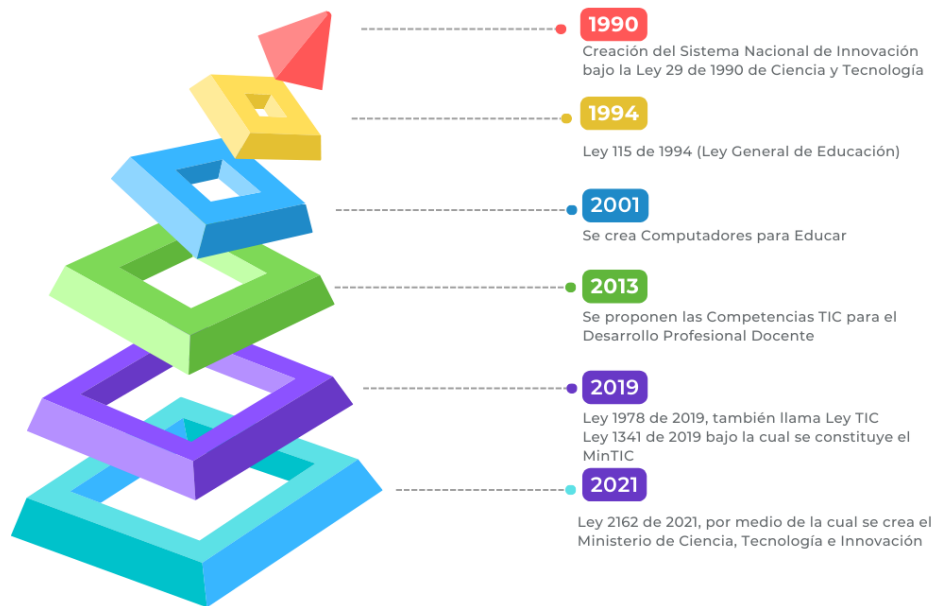 1990
Creación del Sistema Nacional de Innovación
bajo la Ley 29 de 1990 de Ciencia y Tecnología
1994
Ley 115 de 1994 (Ley General de Educación)
2001
Se crea Computadores para Educar
2013
Se proponen las Competencias TIC para el
Desarrollo Profesional Docente
2019
Ley 1978 de 2019, también llama Ley TIC
Ley 1341 de 2019 bajo la cual se constituye el
MinTIC
2021
Ley 2162 de 2021, por medio de la cual se crea el
Ministerio de Ciencia, Tecnología e Innovación